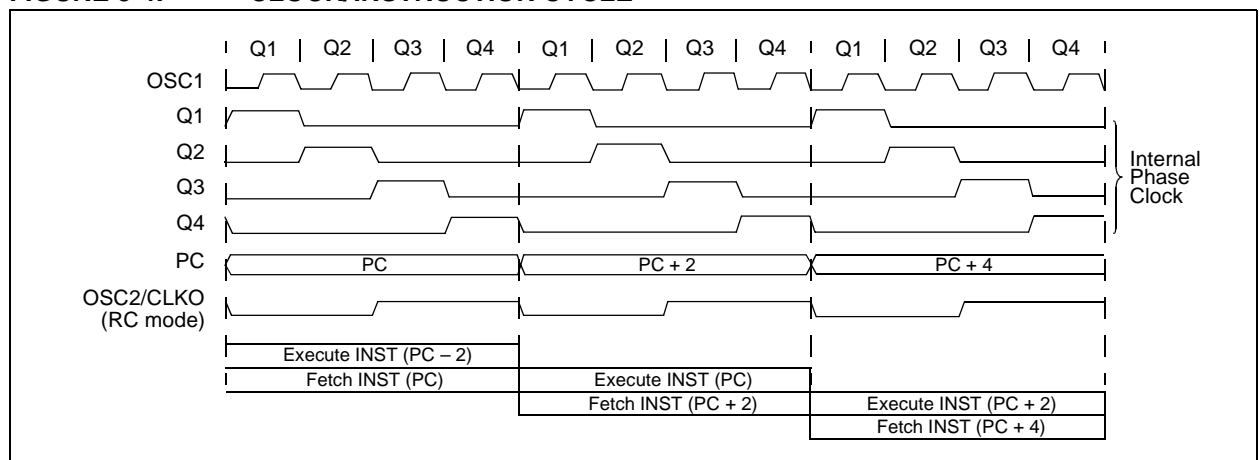 Q1 | Q2 | Q3 | Q4 | Q1 | Q2 | Q3 | Q4 | Q1 | Q2 | Q3 | Q4
OSC1
Q1
Q2
Q3
Q4
Internal
Phase
Clock
PC PC PC + 2 PC + 4
OSC2/CLKO
(RC mode)
Execute INST (PC – 2)
Fetch INST (PC) Execute INST (PC)
Fetch INST (PC + 2) Execute INST (PC + 2)
Fetch INST (PC + 4)